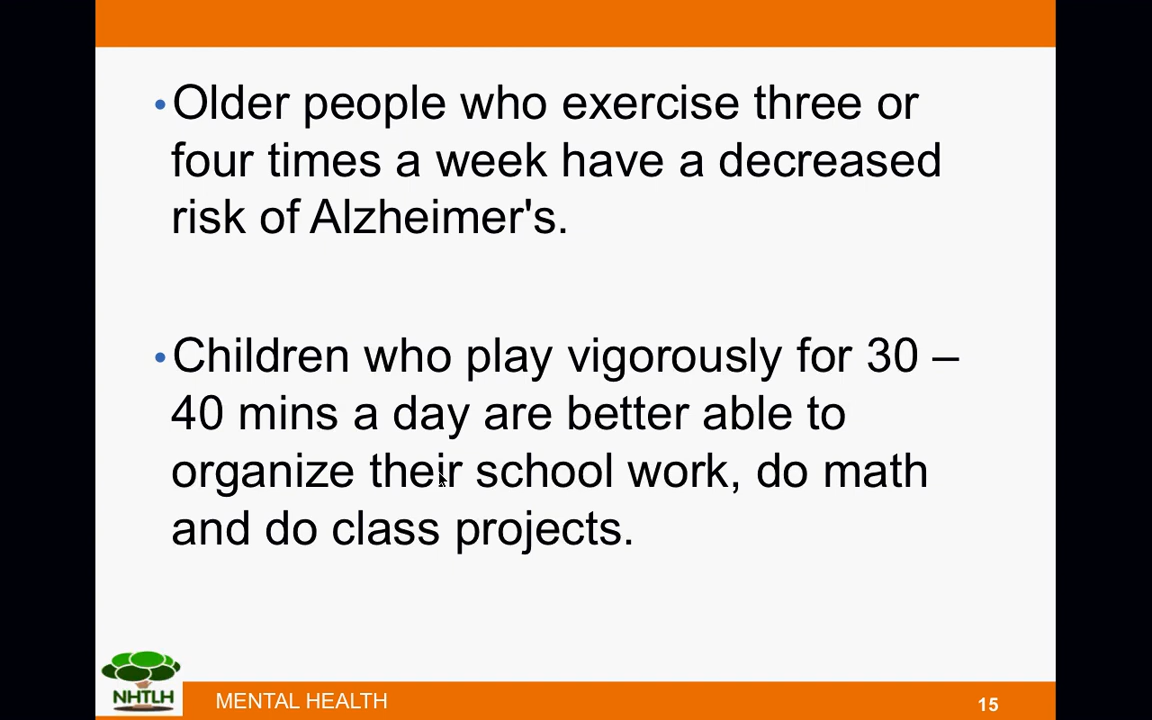 •Older people who exercise three or
four times a week have a decreased
risk of Alzheimer's.
•Children who play vigorously for 30 –
40 mins a day are better able to
organize their school work, do math
and do class projects.
NHTLH
MENTAL HEALTH
15